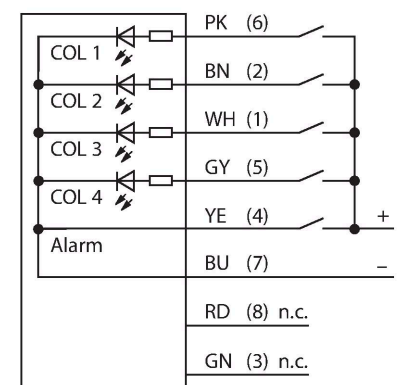 PK (6)
COL 1
BN (2)
COL 2
WH (1)
COL 3
GY (5)
COL 4
YE (4)
+
Alarm
BU (7)
–
RD (8) n.c.
GN (3) n.c.